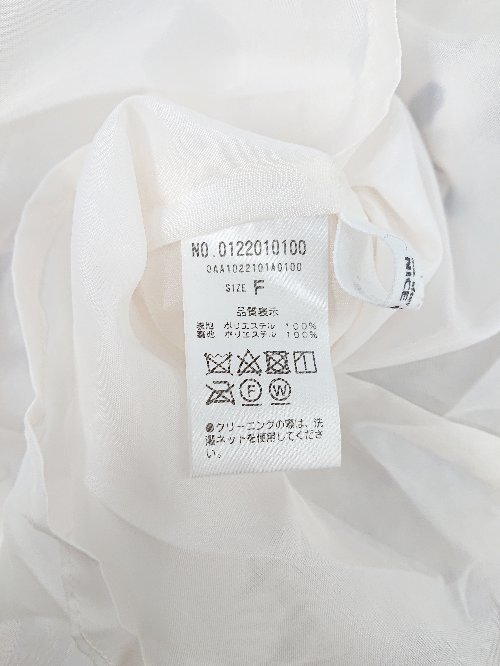 NO.0122010100
0AA1022101A0100
SIZE F
品質表示
表地 ポリエステル 100%
裏地 ポリエステル 100%
F W
●クリーニングの際は、洗
濯ネットを使用してくださ
い。
NICE